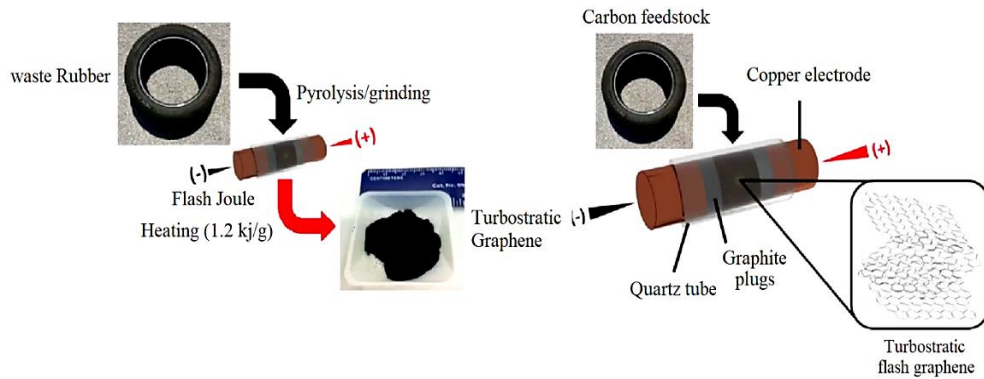 waste Rubber
Pyrolysis/grinding
(-)
(+)
Flash Joule
Heating (1.2 kj/g)
CENTIMETERS
Turbostratic
Graphene
Carbon feedstock
Copper electrode
(-)
(+)
Graphite
plugs
Quartz tube
Turbostratic
flash graphene